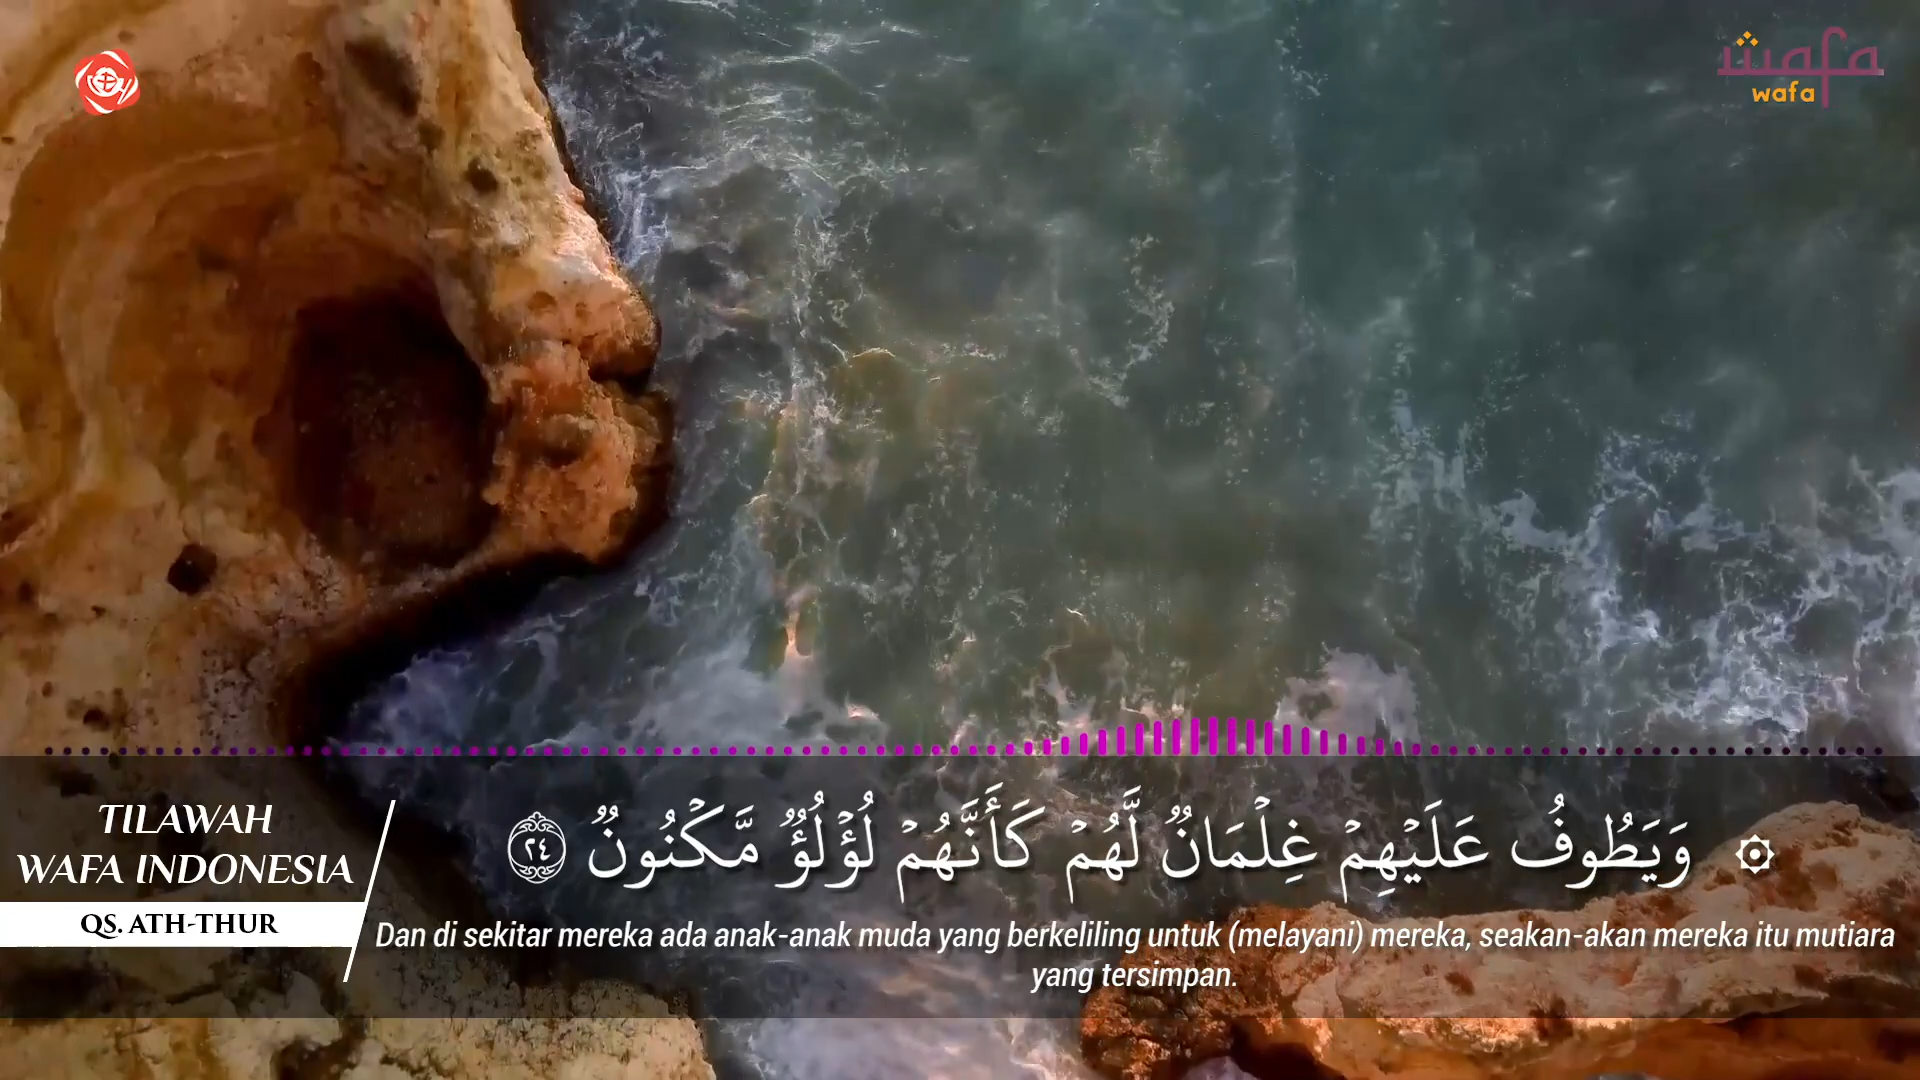 wafa
wafa
۞ وَيَطُوفُ عَلَيْهِمْ غِلْمَانٌ لَّهُمْ كَأَنَّهُمْ لُؤْلُؤٌ مَّكْنُونٌ ٢٤
TILAWAH
WAFA INDONESIA
QS. ATH-THUR
Dan di sekitar mereka ada anak-anak muda yang berkeliling untuk (melayani) mereka, seakan-akan mereka itu mutiara
yang tersimpan.